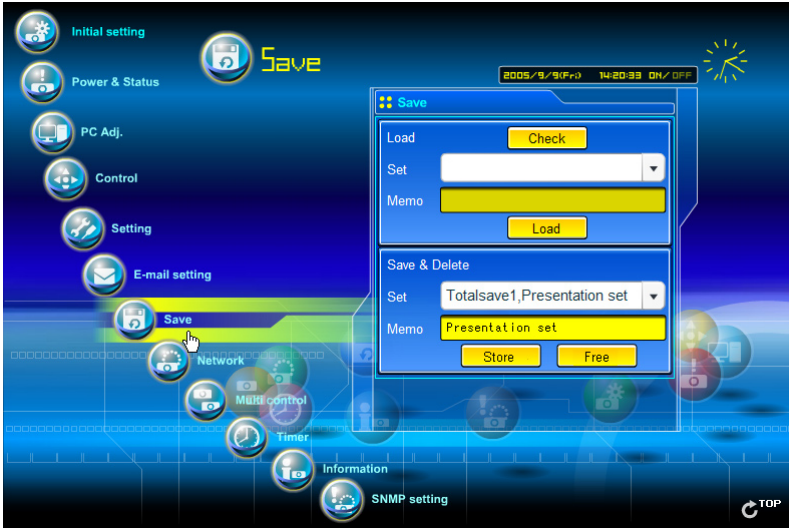 Initial setting
Save
Power & Status
2005/9/9(Fri) 14:20:33 ON/OFF
Save
PC Adj.
Load Check
Set
Control
Memo
Setting
Load
Save & Delete
E-mail setting
Set Totalsave1,Presentation set
Save
Memo Presentation set
Store Free
Network
Multi control
Timer
Information
SNMP setting
TOP